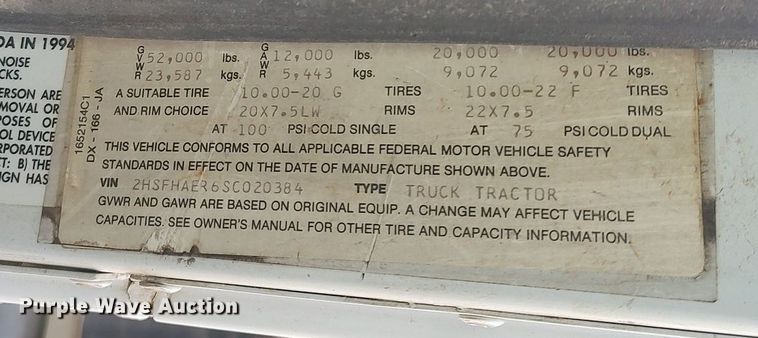 DA IN 1994
NOISE
CKS.
ERSON ARE
MOVAL OR
POSES OF
OL DEVICE
RPORATED
CT: B) THE
IGN HAS
1652154C1
DX - 166 - JA
GVWR 52,000 lbs. GAWR 12,000 lbs. 20,000 20,000 lbs.
23,587 kgs. 5,443 kgs. 9,072 9,072 kgs.
A SUITABLE TIRE 10.00-20 G TIRES 10.00-22 F TIRES
AND RIM CHOICE 20X7.5LW RIMS 22X7.5 RIMS
AT 100 PSI COLD SINGLE AT 75 PSI COLD DUAL
THIS VEHICLE CONFORMS TO ALL APPLICABLE FEDERAL MOTOR VEHICLE SAFETY
STANDARDS IN EFFECT ON THE DATE OF MANUFACTURE SHOWN ABOVE.
VIN 2HSFHAER6SC020384 TYPE TRUCK TRACTOR
GVWR AND GAWR ARE BASED ON ORIGINAL EQUIP. A CHANGE MAY AFFECT VEHICLE
CAPACITIES. SEE OWNER'S MANUAL FOR OTHER TIRE AND CAPACITY INFORMATION.
Purple Wave Auction